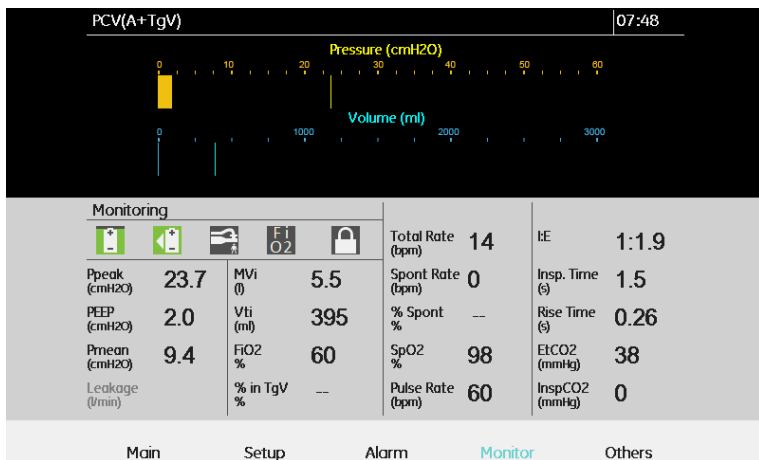 PCV(A+TgV) 07:48
Pressure (cmH2O)
0 10 20 30 40 50 60
Volume (ml)
0 1000 2000 3000
Monitoring
Fi
O2
Total Rate 14 I:E 1:1.9
(bpm)
Ppeak 23.7 MVi 5.5 Spont Rate 0 Insp. Time 1.5
(cmH2O) (l) (bpm) (s)
PEEP 2.0 Vti 395 % Spont -- Rise Time 0.26
(cmH2O) (ml) % (s)
Pmean 9.4 FiO2 60 SpO2 98 EtCO2 38
(cmH2O) % % (mmHg)
Leakage % in TgV -- Pulse Rate 60 InspCO2 0
(l/min) % (bpm) (mmHg)
Main Setup Alarm Monitor Others